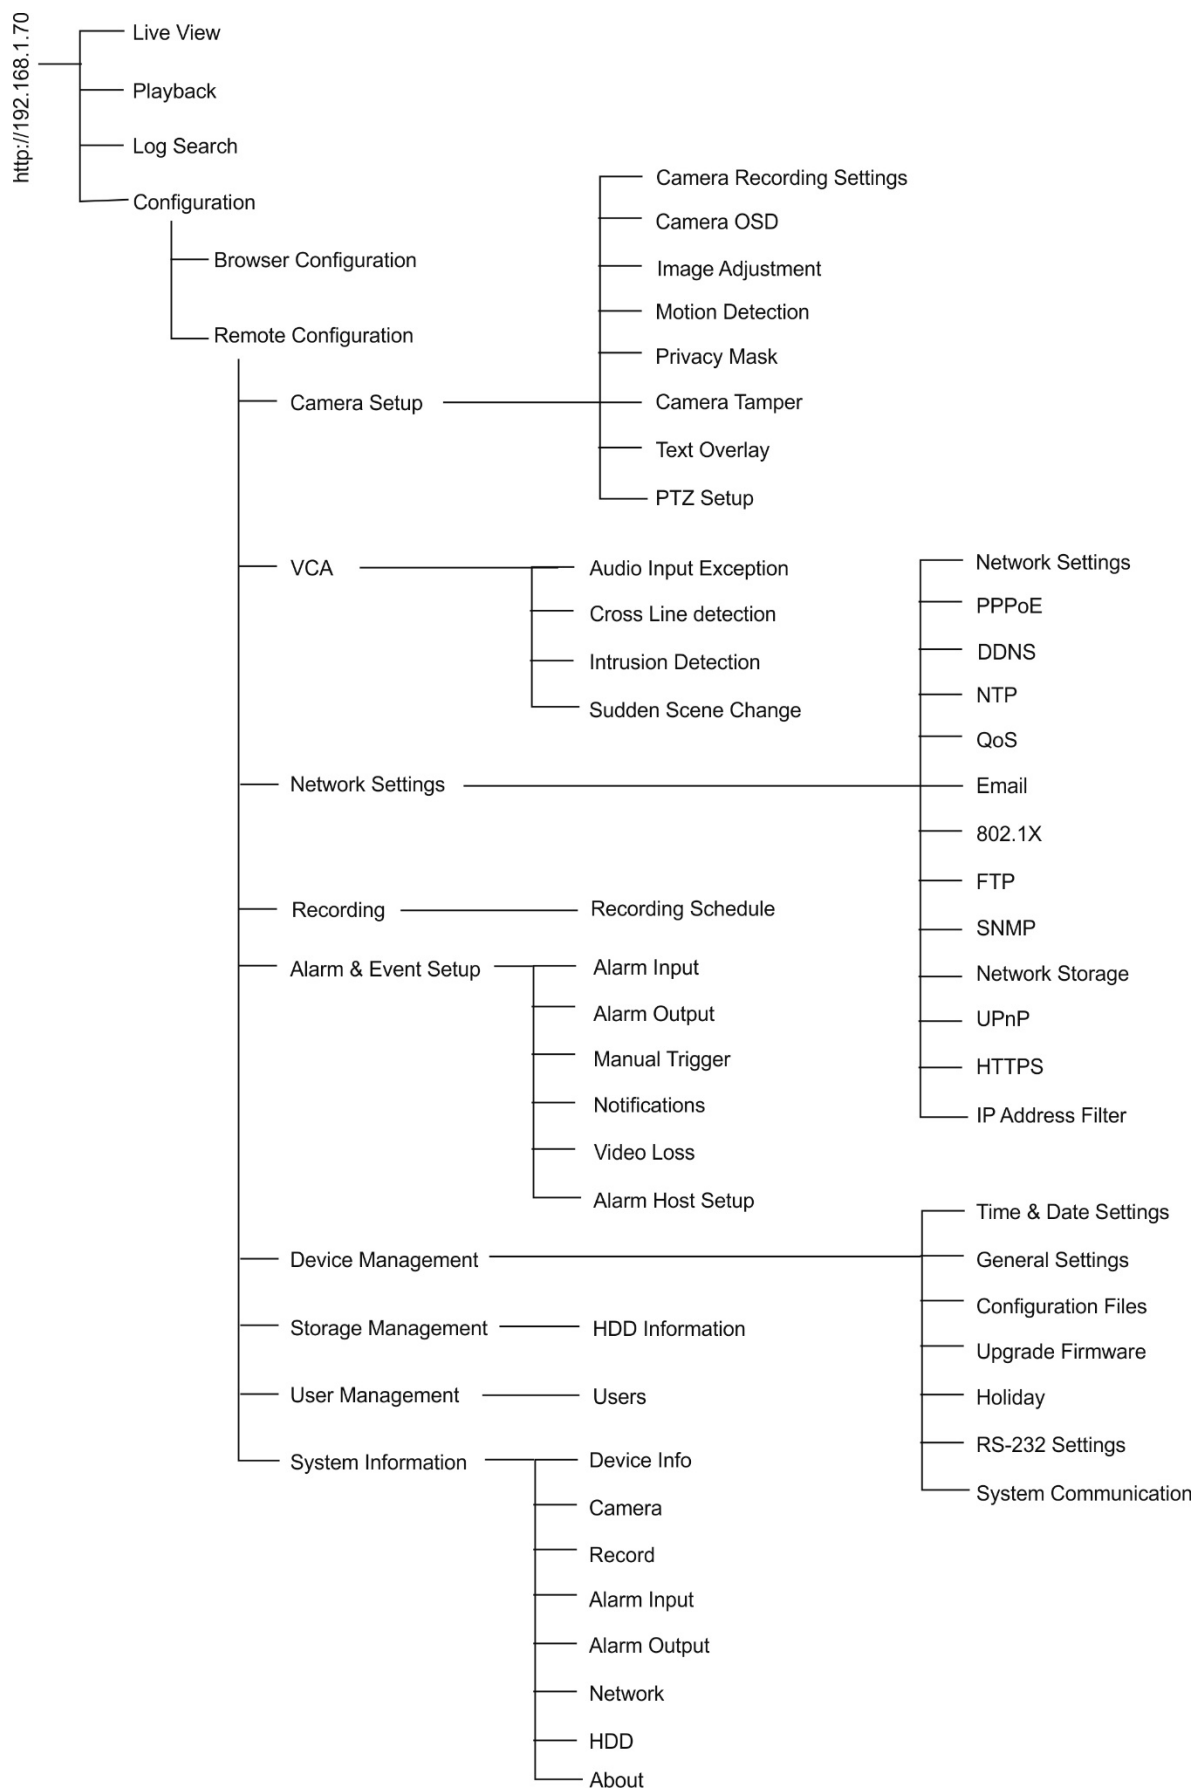 http://192.168.1.70
Live View
Playback
Log Search
Configuration
Browser Configuration
Remote Configuration
Camera Setup
Camera Recording Settings
Camera OSD
Image Adjustment
Motion Detection
Privacy Mask
Camera Tamper
Text Overlay
PTZ Setup
VCA
Audio Input Exception
Cross Line detection
Intrusion Detection
Sudden Scene Change
Network Settings
Network Settings
PPPoE
DDNS
NTP
QoS
Email
802.1X
FTP
SNMP
Network Storage
UPnP
HTTPS
IP Address Filter
Recording
Recording Schedule
Alarm & Event Setup
Alarm Input
Alarm Output
Manual Trigger
Notifications
Video Loss
Alarm Host Setup
Device Management
Time & Date Settings
General Settings
Configuration Files
Upgrade Firmware
Holiday
RS-232 Settings
System Communication
Storage Management
HDD Information
User Management
Users
System Information
Device Info
Camera
Record
Alarm Input
Alarm Output
Network
HDD
About